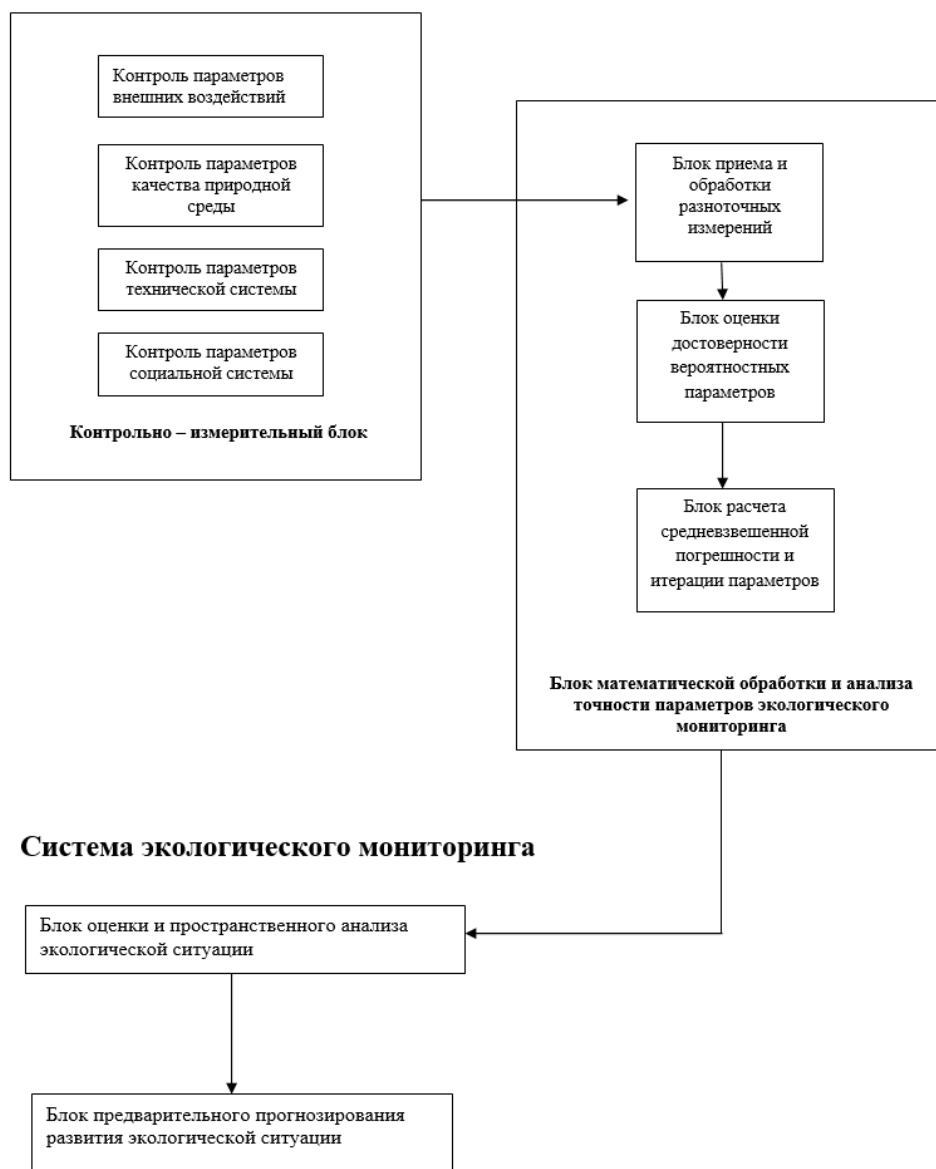 Контроль параметров
внешних воздействий
Контроль параметров
качества природной
среды
Контроль параметров
технической системы
Контроль параметров
социальной системы
Контрольно – измерительный блок
Блок приема и
обработки
разноточных
измерений
Блок оценки
достоверности
вероятностных
параметров
Блок расчета
средневзвешенной
погрешности и
итерации параметров
Блок математической обработки и анализа
точности параметров экологического
мониторинга
Система экологического мониторинга
Блок оценки и пространственного анализа
экологической ситуации
Блок предварительного прогнозирования
развития экологической ситуации